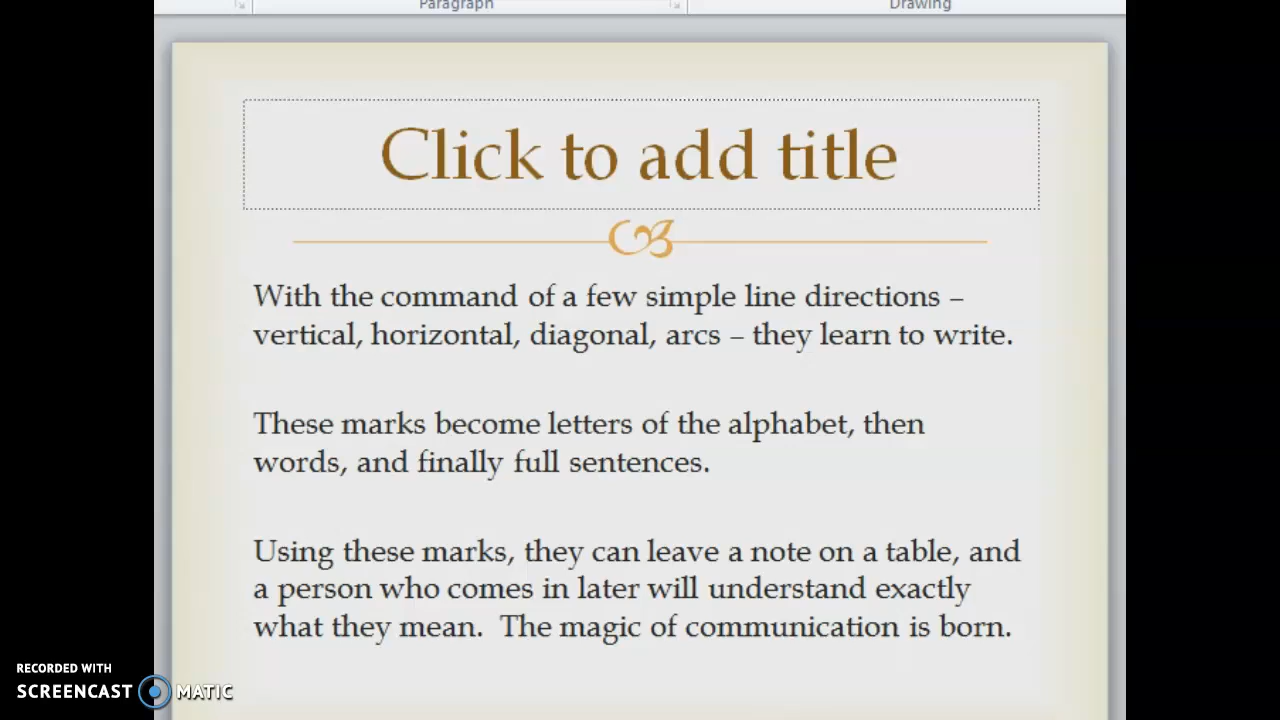 Paragraph
Drawing
Click to add title
With the command of a few simple line directions –
vertical, horizontal, diagonal, arcs – they learn to write.
These marks become letters of the alphabet, then
words, and finally full sentences.
Using these marks, they can leave a note on a table, and
a person who comes in later will understand exactly
what they mean.  The magic of communication is born.
RECORDED WITH
SCREENCAST MATIC